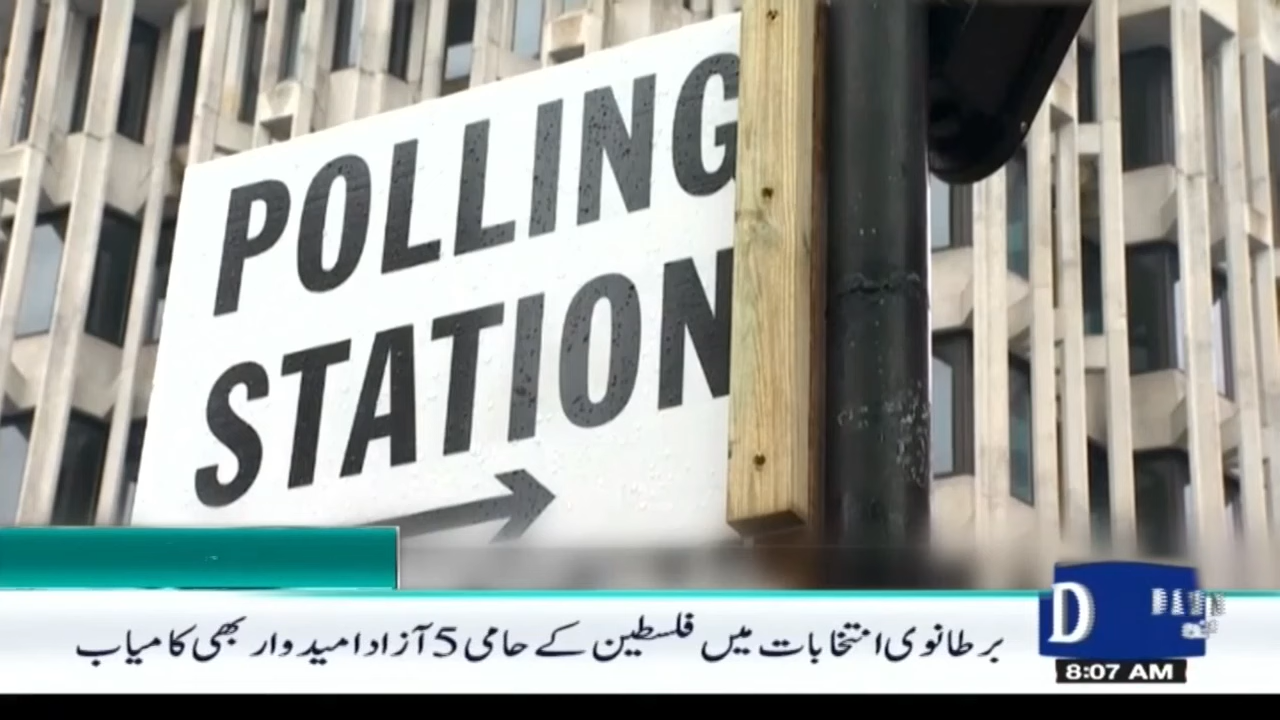 POLLING
STATION
برطانوی انتخابات میں فلسطین کے حامی 5 آزاد امیدوار بھی کامیاب
D
8:07 AM